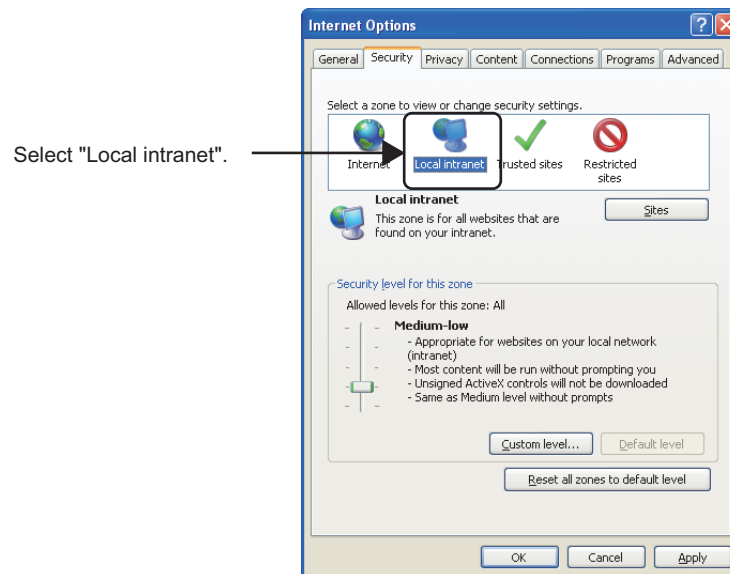 Internet Options
General Security Privacy Content Connections Programs Advanced
Select a zone to view or change security settings.
Select "Local intranet".
Internet Local intranet Trusted sites Restricted
sites
Local intranet
This zone is for all websites that are
found on your intranet.
Sites
Security level for this zone
Allowed levels for this zone: All
Medium-low
- Appropriate for websites on your local network
(intranet)
- Most content will be run without prompting you
- Unsigned ActiveX controls will not be downloaded
- Same as Medium level without prompts
Custom level... Default level
Reset all zones to default level
OK Cancel Apply